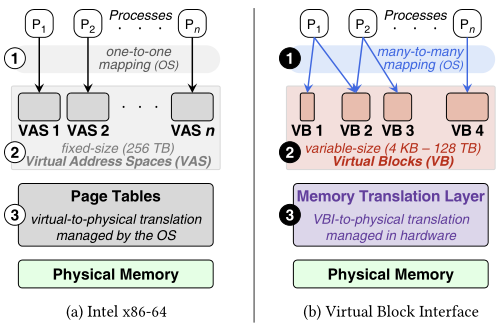 Processes
P1 P2 · · · Pn
1 one-to-one
mapping (OS)
VAS 1 VAS 2 · · · VAS n
2 fixed-size (256 TB)
Virtual Address Spaces (VAS)
Page Tables
3 virtual-to-physical translation
managed by the OS
Physical Memory
(a) Intel x86-64
Processes
P1 P2 · · · Pn
1 many-to-many
mapping (OS)
VB 1 VB 2 VB 3 VB 4
2 variable-size (4 KB – 128 TB)
Virtual Blocks (VB)
Memory Translation Layer
3 VBI-to-physical translation
managed in hardware
Physical Memory
(b) Virtual Block Interface